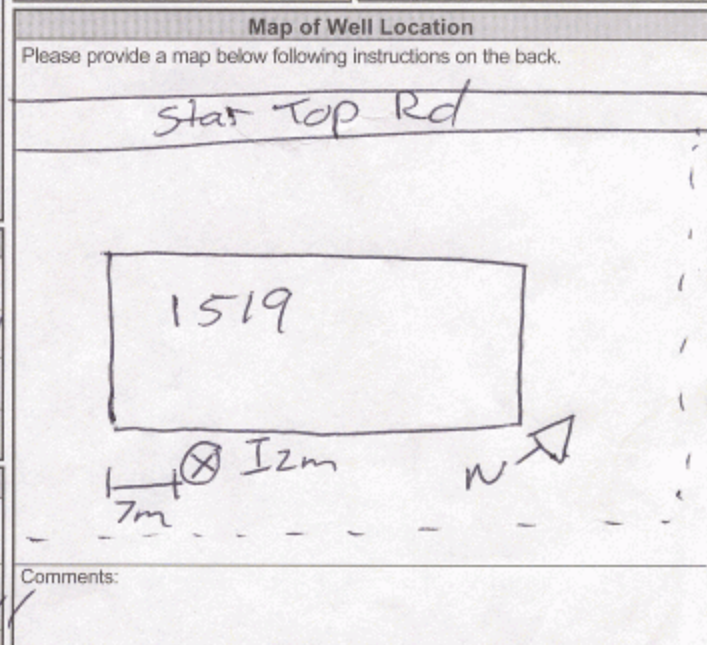 Map of Well Location
Please provide a map below following instructions on the back.
Star Top Rd
1519
I2m
N
7m
Comments: